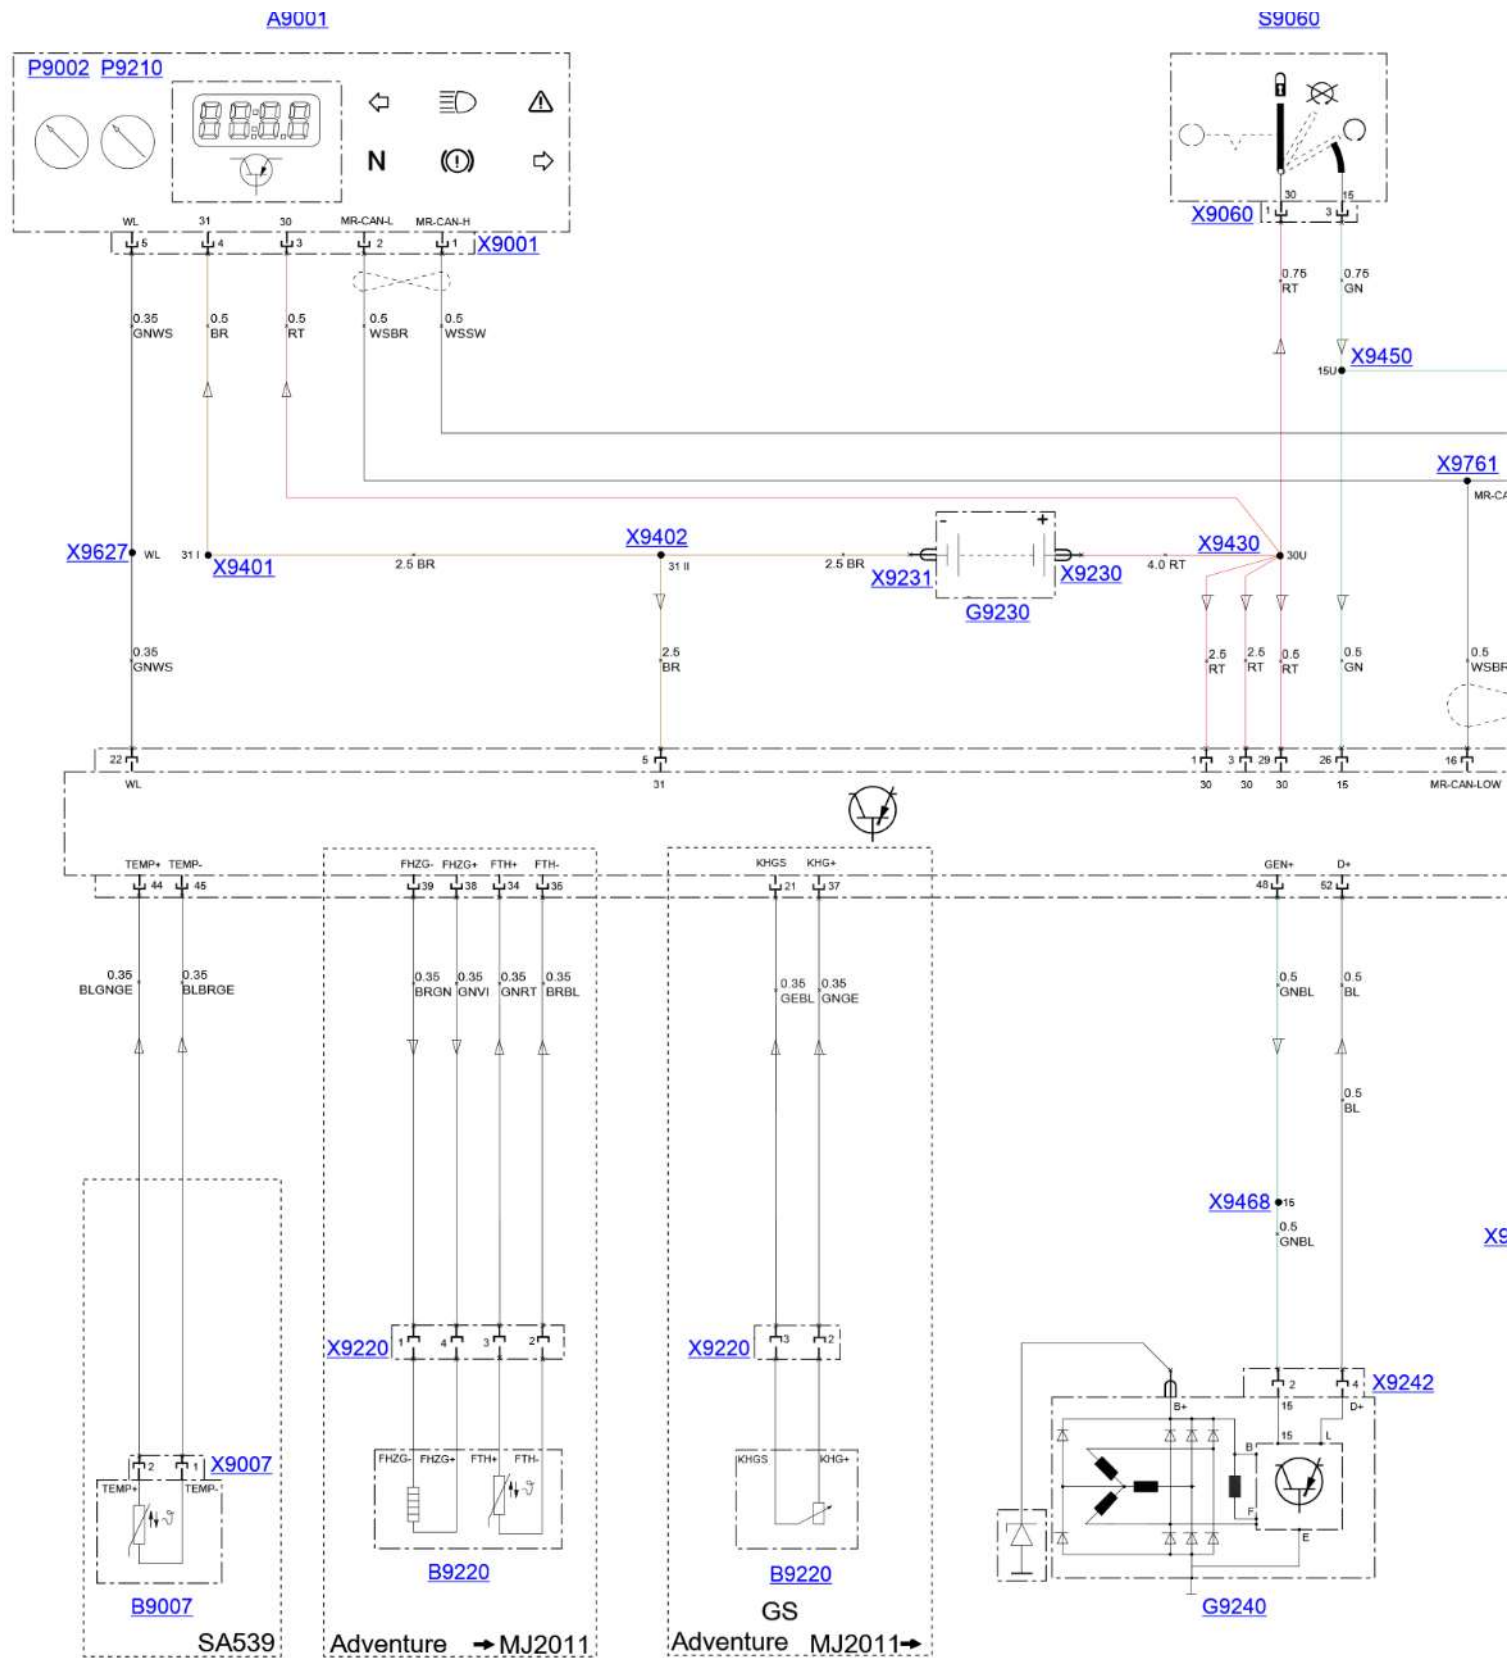 A9001
S9060
P9002 P9210
N
WL 31 30 MR-CAN-L MR-CAN-H
5 4 3 2 1 X9001
30 15
X9060 1 3
0.35 GNWS
0.5 BR
0.5 RT
0.5 WSBR
0.5 WSSW
0.75 RT
0.75 GN
X9450
15U
X9761
MR-CA
X9627 WL
31 I
X9401
2.5 BR
X9402
31 II
2.5 BR
X9231
- +
G9230
X9230
4.0 RT
X9430 30U
0.35 GNWS
2.5 BR
2.5 RT
2.5 RT
0.5 RT
0.5 GN
0.5 WSBR
22 5 1 3 29 26 16
WL 31 30 30 30 15 MR-CAN-LOW
TEMP+ TEMP- FHZG- FHZG+ FTH+ FTH- KHGS KHG+ GEN+ D+
44 45 39 38 34 35 21 37 48 52
0.35 BLGNGE
0.35 BLBRGE
0.35 BRGN
0.35 GNVI
0.35 GNRT
0.35 BRBL
0.35 GEBL
0.35 GNGE
0.5 GNBL
0.5 BL
0.5 BL
X9468 15
0.5 GNBL
X9
X9220 1 4 3 2
X9220 3 2
2 4 X9242
B+ 15 D+
15 L
B
F
E
2 1 X9007
TEMP+ TEMP-
FHZG- FHZG+ FTH+ FTH-
KHGS KHG+
ϑ
ϑ
B9007
B9220
B9220
G9240
GS
SA539
Adventure → MJ2011
Adventure MJ2011→